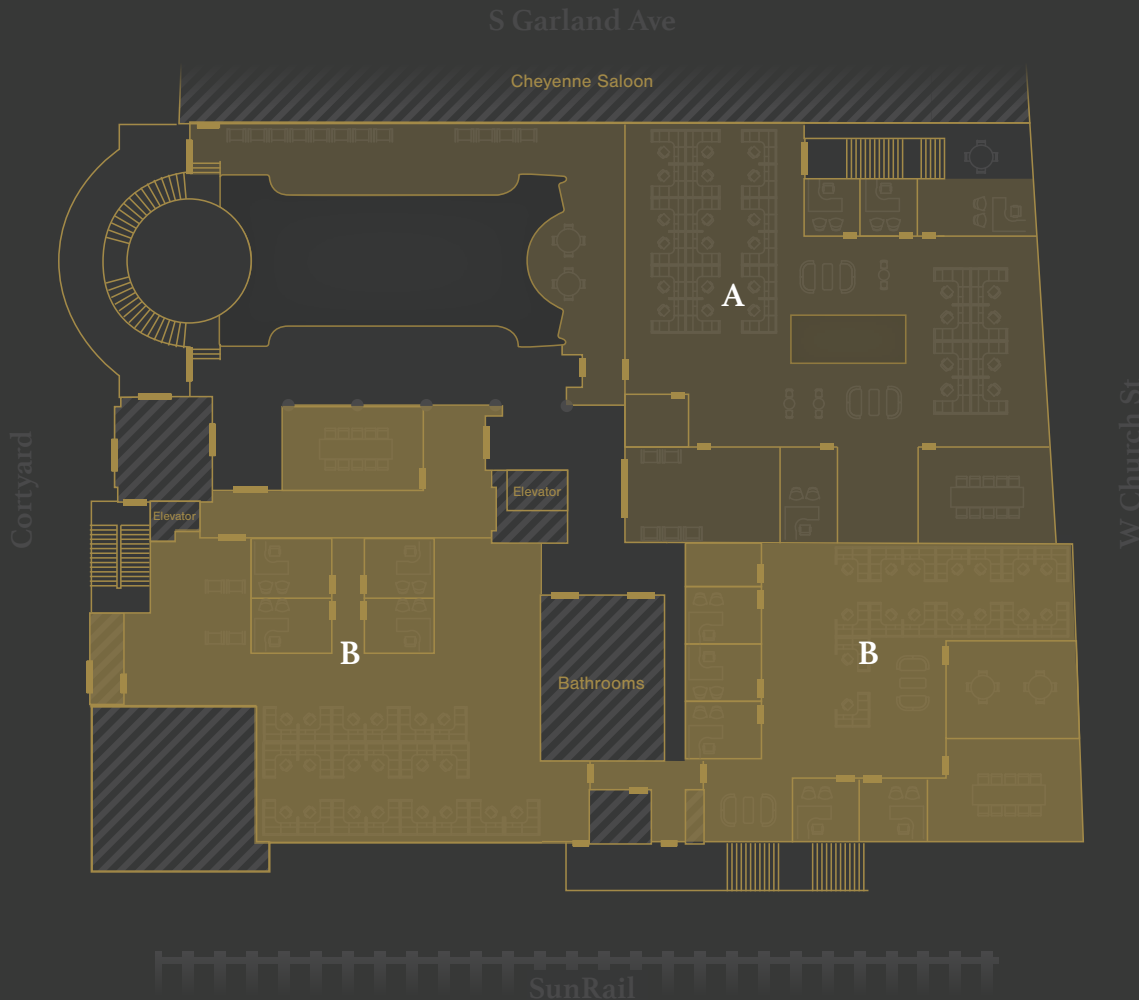 S Garland Ave
Cheyenne Saloon
A
Cortyard
W Church St
Elevator
Elevator
B
B
Bathrooms
SunRail